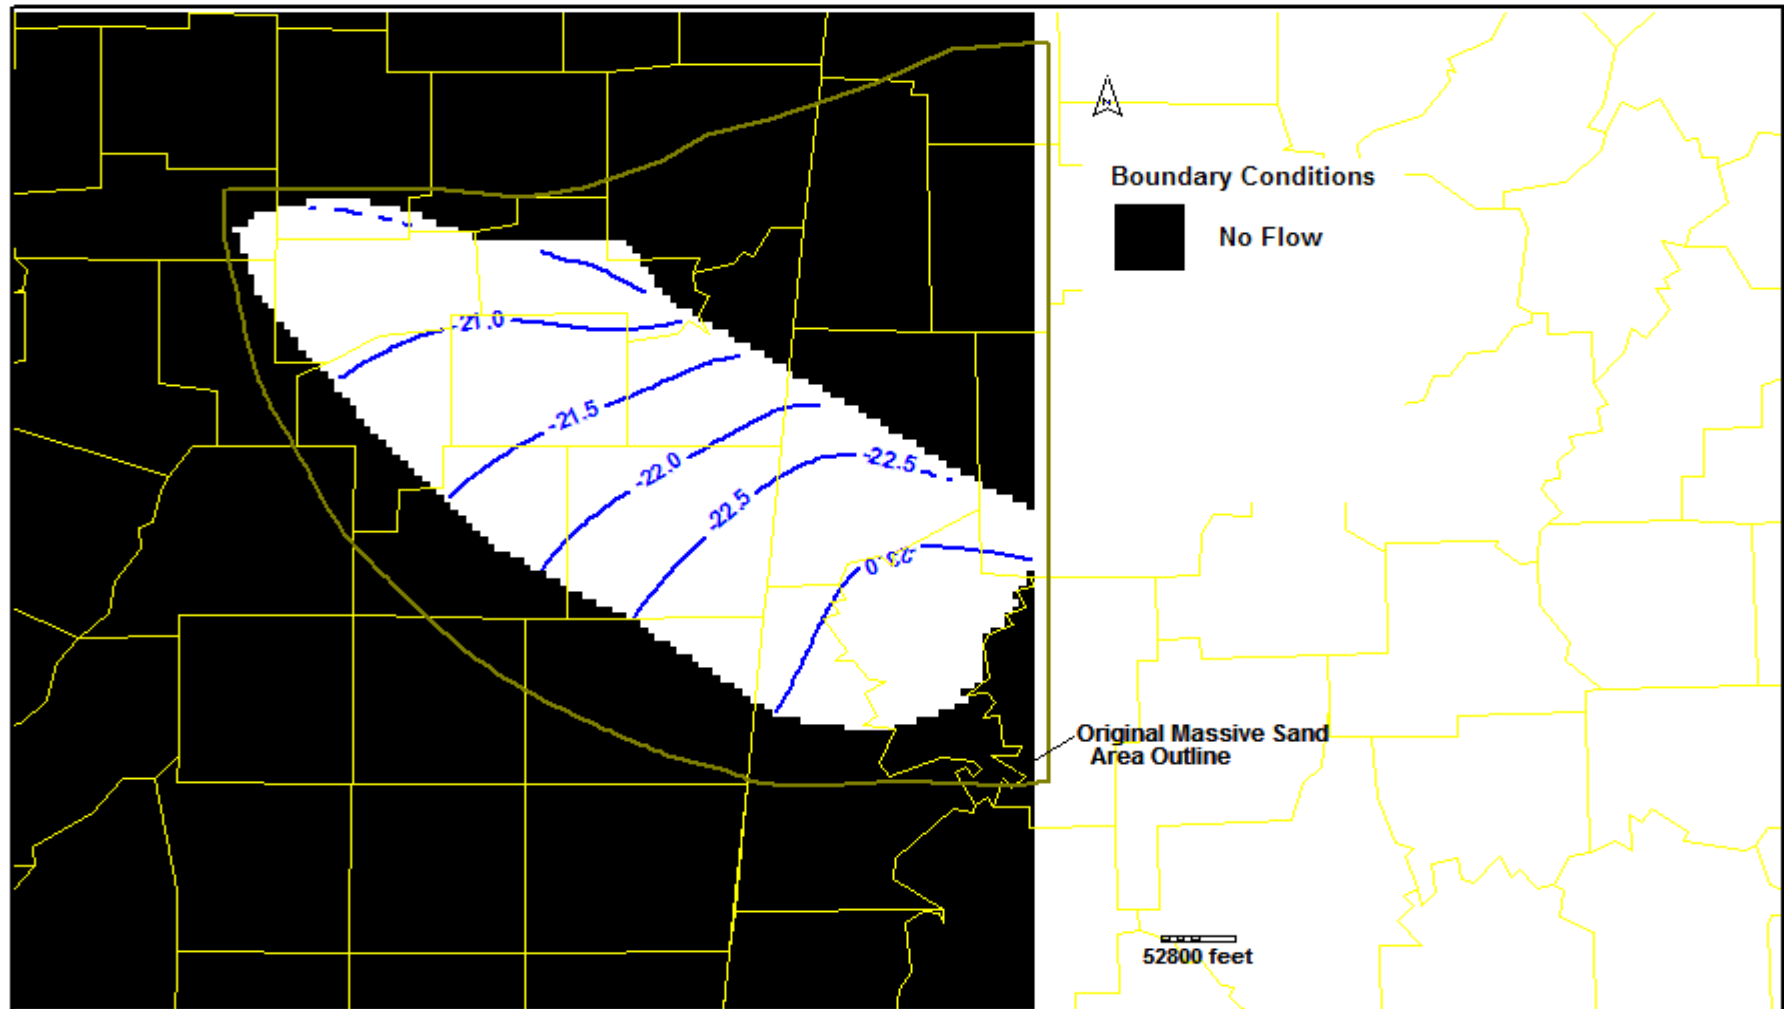 N
Boundary Conditions
No Flow
-21.0
-21.5
-22.0
-22.5
-22.5
-23.0
Original Massive Sand
Area Outline
52800 feet